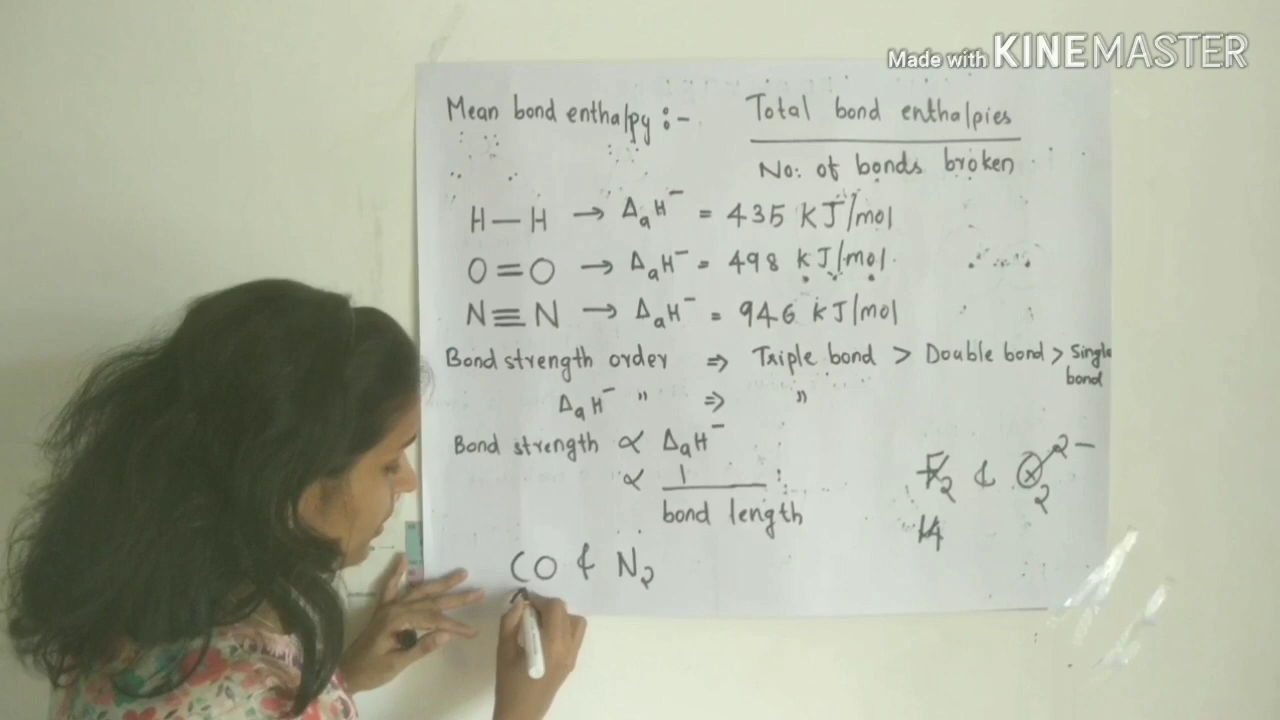 Made with KINEMASTER
Mean bond enthalpy :- Total bond enthalpies
No: of bonds broken
H—H → ΔaH⁻ = 435 KJ/mol
O=O → ΔaH⁻ = 498 kJ/mol.
N≡N → ΔaH⁻ = 946 kJ/mol
Bond strength order ⇒ Triple bond > Double bond > Single bond
ΔaH⁻ " ⇒ "
Bond strength ∝ ΔaH⁻
∝ 1
bond length
F₂ & O₂²⁻
14
CO & N₂